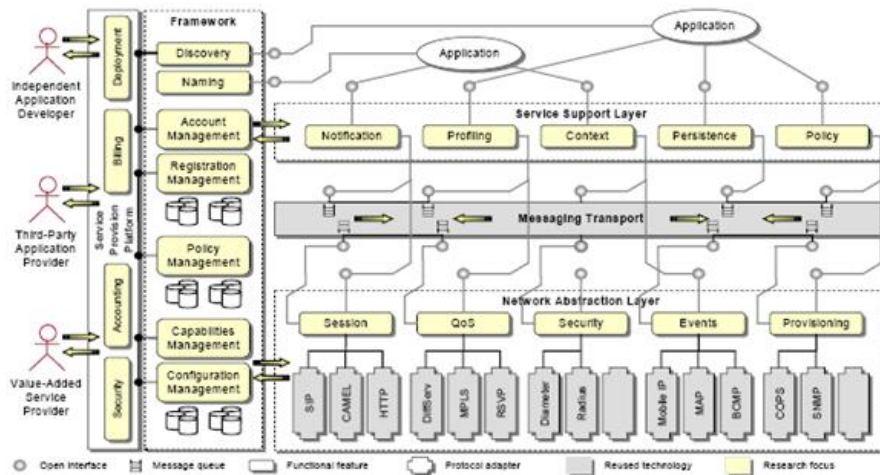 Framework
Independent
Application
Developer
Third-Party
Application
Provider
Value-Added
Service
Provider
Deployment
Billing
Service
Provision
Platform
Accounting
Security
Discovery
Naming
Account
Management
Registration
Management
Policy
Management
Capabilities
Management
Configuration
Management
Application
Application
Service Support Layer
Notification
Profiling
Context
Persistence
Policy
Messaging Transport
Network Abstraction Layer
Session
QoS
Security
Events
Provisioning
SIP
CAMEL
HTTP
DiffServ
MPLS
RSVP
Diameter
Radius
Mobile IP
MAP
BCMP
COPS
SNMP
Open interface
Message queue
Functional feature
Protocol adapter
Reused technology
Research focus